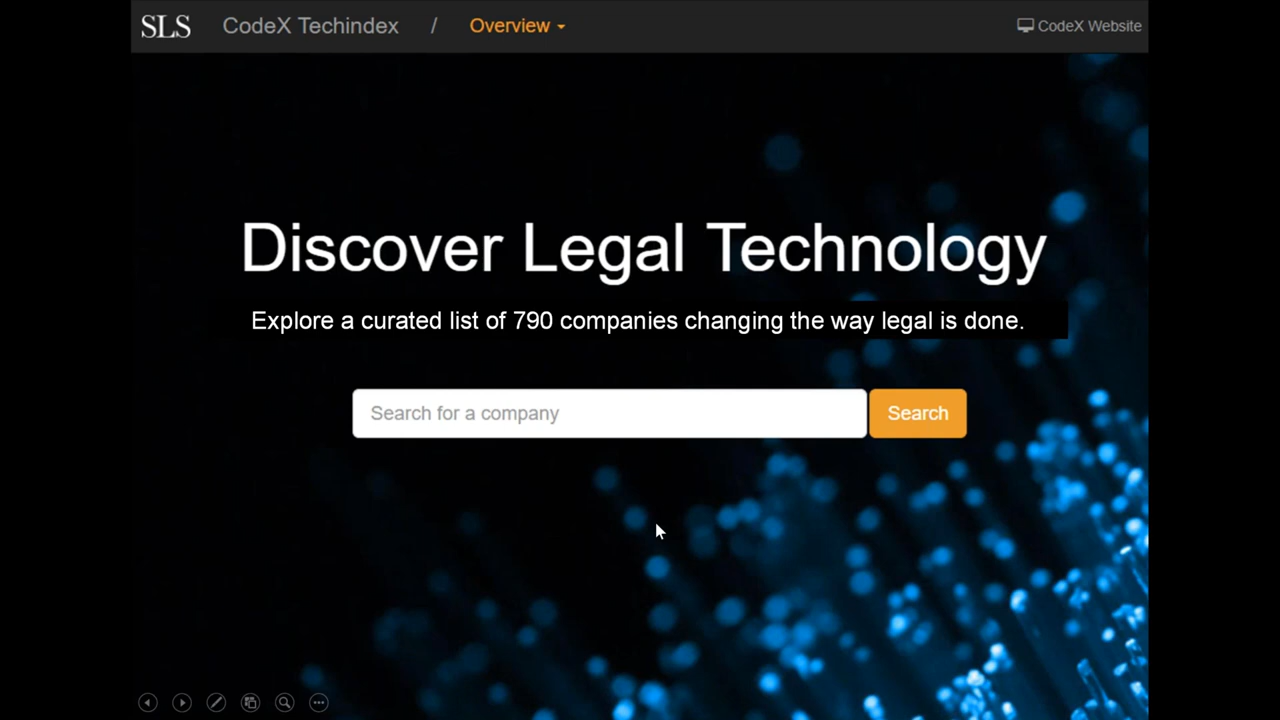 SLS CodeX Techindex / Overview CodeX Website
Discover Legal Technology
Explore a curated list of 790 companies changing the way legal is done.
Search for a company Search